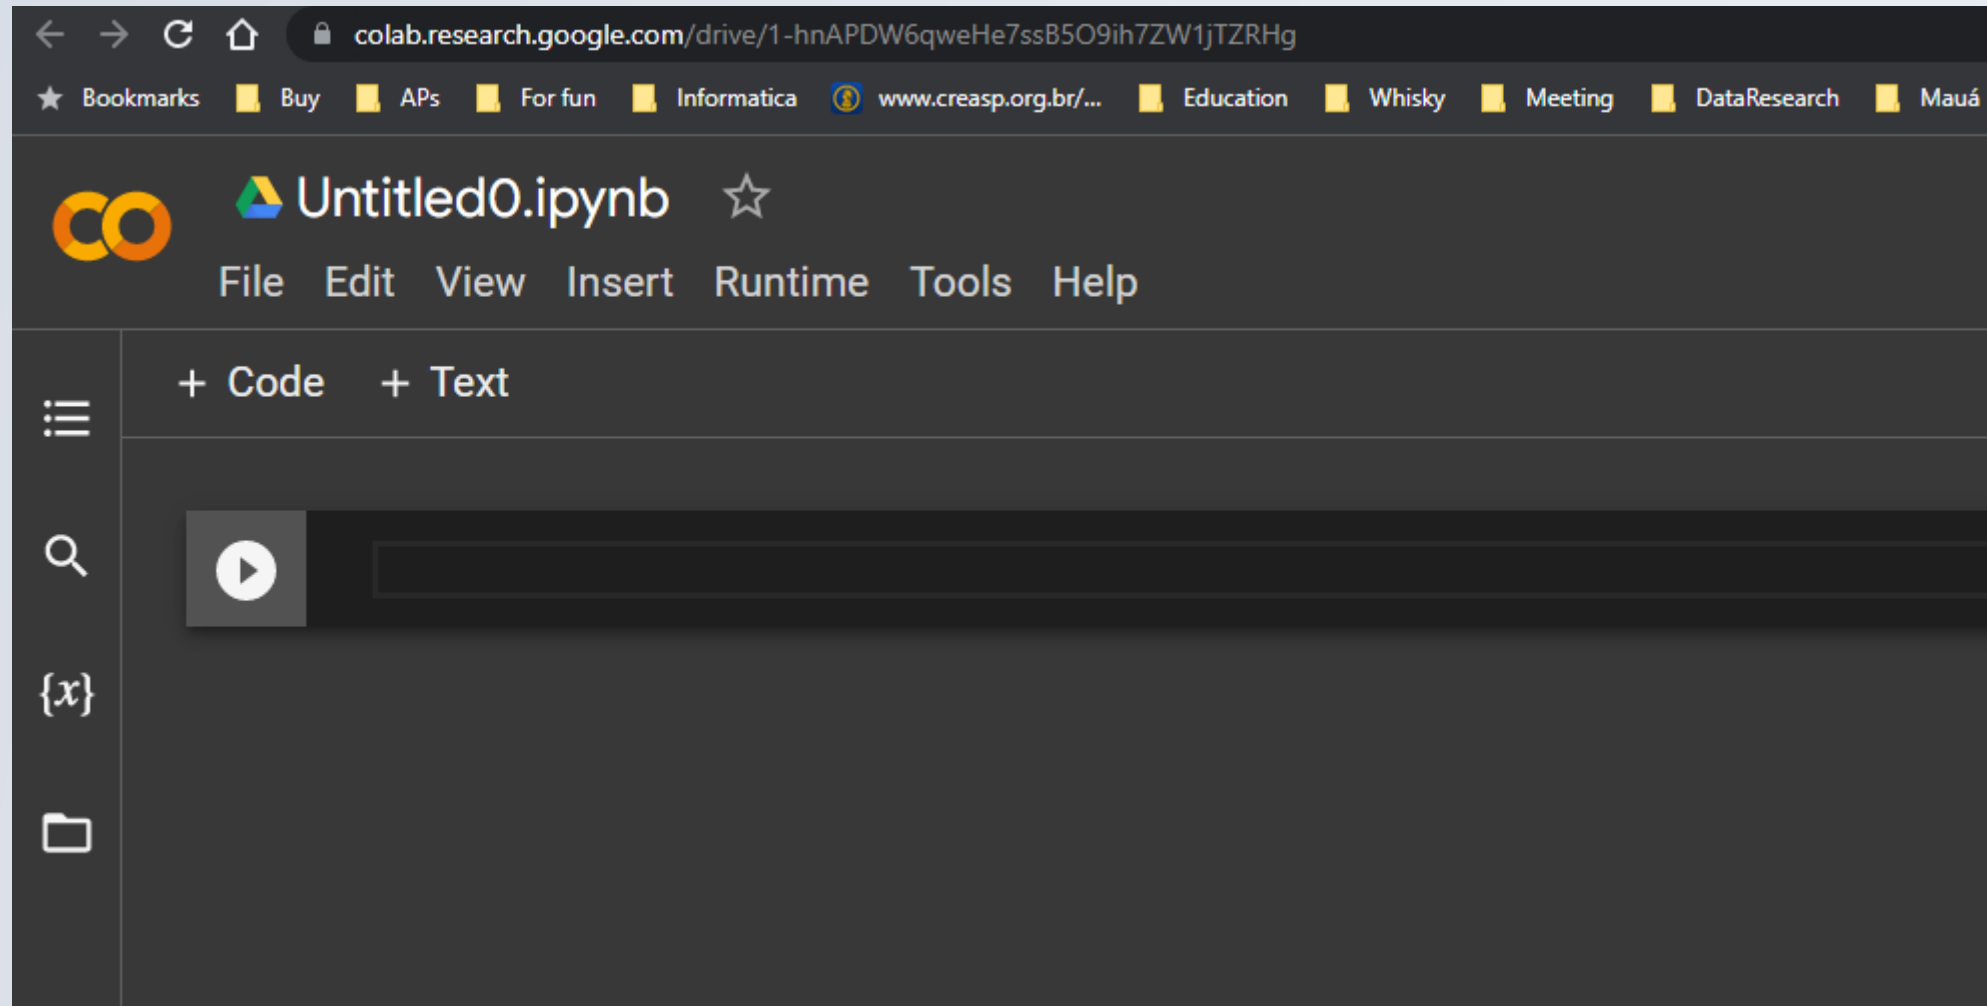 colab.research.google.com/drive/1-hnAPDW6qweHe7ssB5O9ih7ZW1jTZRHg
Bookmarks Buy APs For fun Informatica www.creasp.org.br/... Education Whisky Meeting DataResearch Mauá
CO Untitled0.ipynb
File Edit View Insert Runtime Tools Help
+ Code + Text
{x}